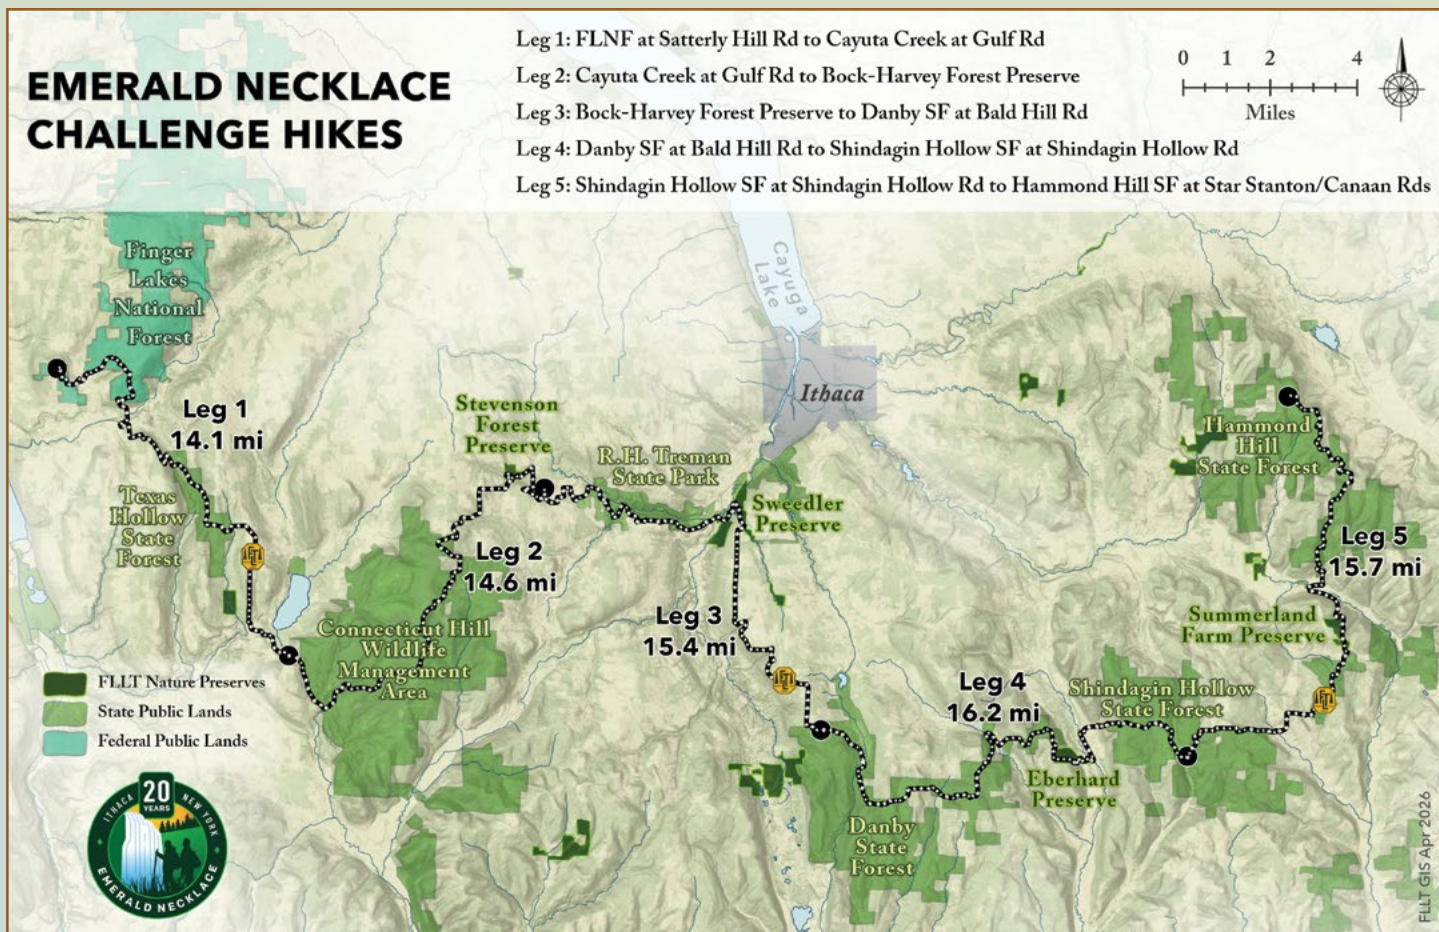 EMERALD NECKLACE
CHALLENGE HIKES
Leg 1: FLNF at Satterly Hill Rd to Cayuta Creek at Gulf Rd
Leg 2: Cayuta Creek at Gulf Rd to Bock-Harvey Forest Preserve
Leg 3: Bock-Harvey Forest Preserve to Danby SF at Bald Hill Rd
Leg 4: Danby SF at Bald Hill Rd to Shindagin Hollow SF at Shindagin Hollow Rd
Leg 5: Shindagin Hollow SF at Shindagin Hollow Rd to Hammond Hill SF at Star Stanton/Canaan Rds
0 1 2 4
Miles
Finger
Lakes
National
Forest
Cayuga
Lake
Ithaca
Leg 1
14.1 mi
Stevenson
Forest
Preserve
R.H. Treman
State Park
Hammond
Hill
State Forest
Texas
Hollow
State
Forest
Sweedler
Preserve
Leg 2
14.6 mi
Leg 5
15.7 mi
Leg 3
15.4 mi
Connecticut Hill
Wildlife
Management
Area
Summerland
Farm Preserve
Leg 4
16.2 mi
Shindagin Hollow
State Forest
Eberhard
Preserve
Danby
State
Forest
FLLT Nature Preserves
State Public Lands
Federal Public Lands
20
YEARS
ITHACA NEW YORK
EMERALD NECKLACE
FLLT GIS Apr 2026